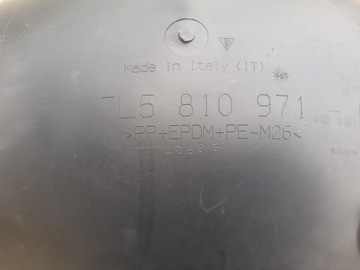 Made in Italy (IT)
7L5 810 971
>PP-EPDM+PE-M26<